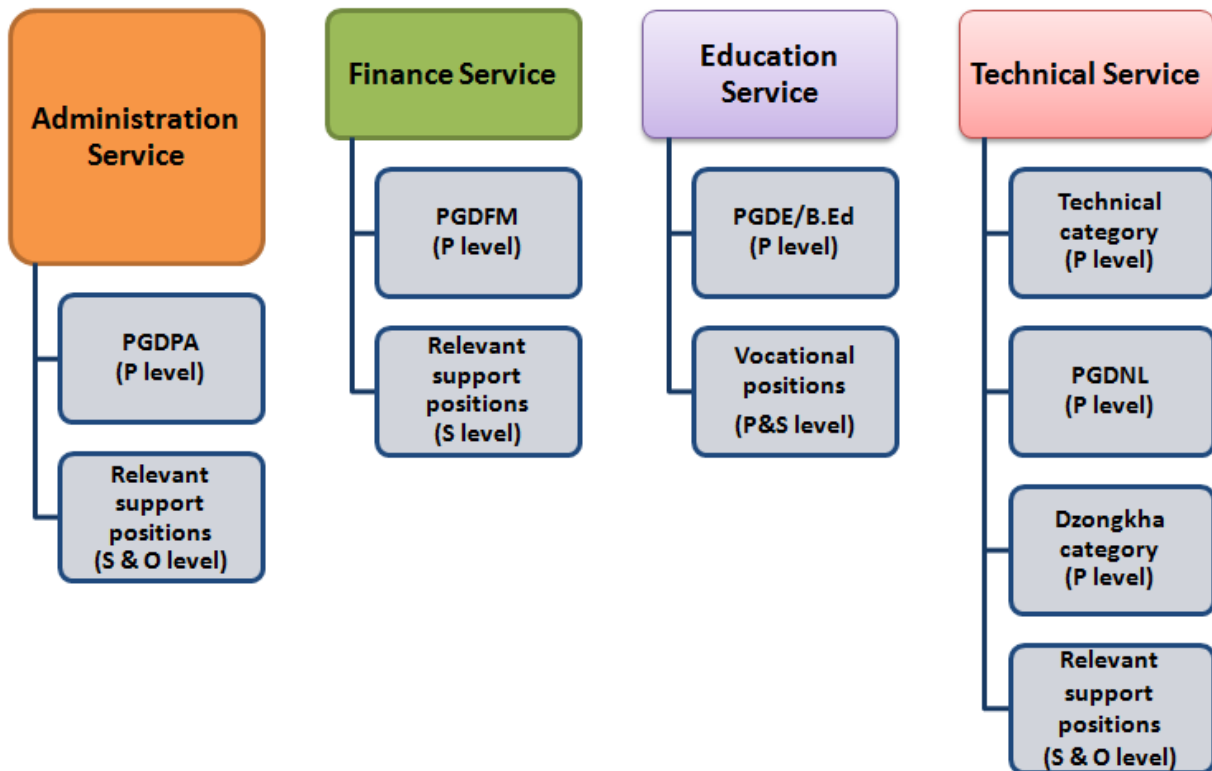 Administration
Service
PGDPA
(P level)
Relevant
support
positions
(S & O level)
Finance Service
PGDFM
(P level)
Relevant
support
positions
(S level)
Education
Service
PGDE/B.Ed
(P level)
Vocational
positions
(P&S level)
Technical Service
Technical
category
(P level)
PGDNL
(P level)
Dzongkha
category
(P level)
Relevant
support
positions
(S & O level)